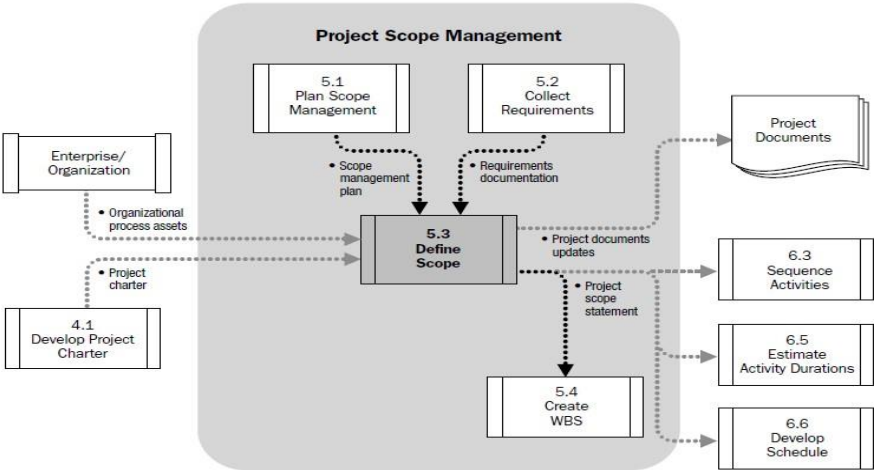 Project Scope Management
5.1
Plan Scope
Management
5.2
Collect
Requirements
Project
Documents
Enterprise/
Organization
• Scope
management
plan
• Requirements
documentation
• Organizational
process assets
5.3
Define
Scope
• Project documents
updates
• Project
charter
• Project
scope
statement
6.3
Sequence
Activities
4.1
Develop Project
Charter
6.5
Estimate
Activity Durations
5.4
Create
WBS
6.6
Develop
Schedule